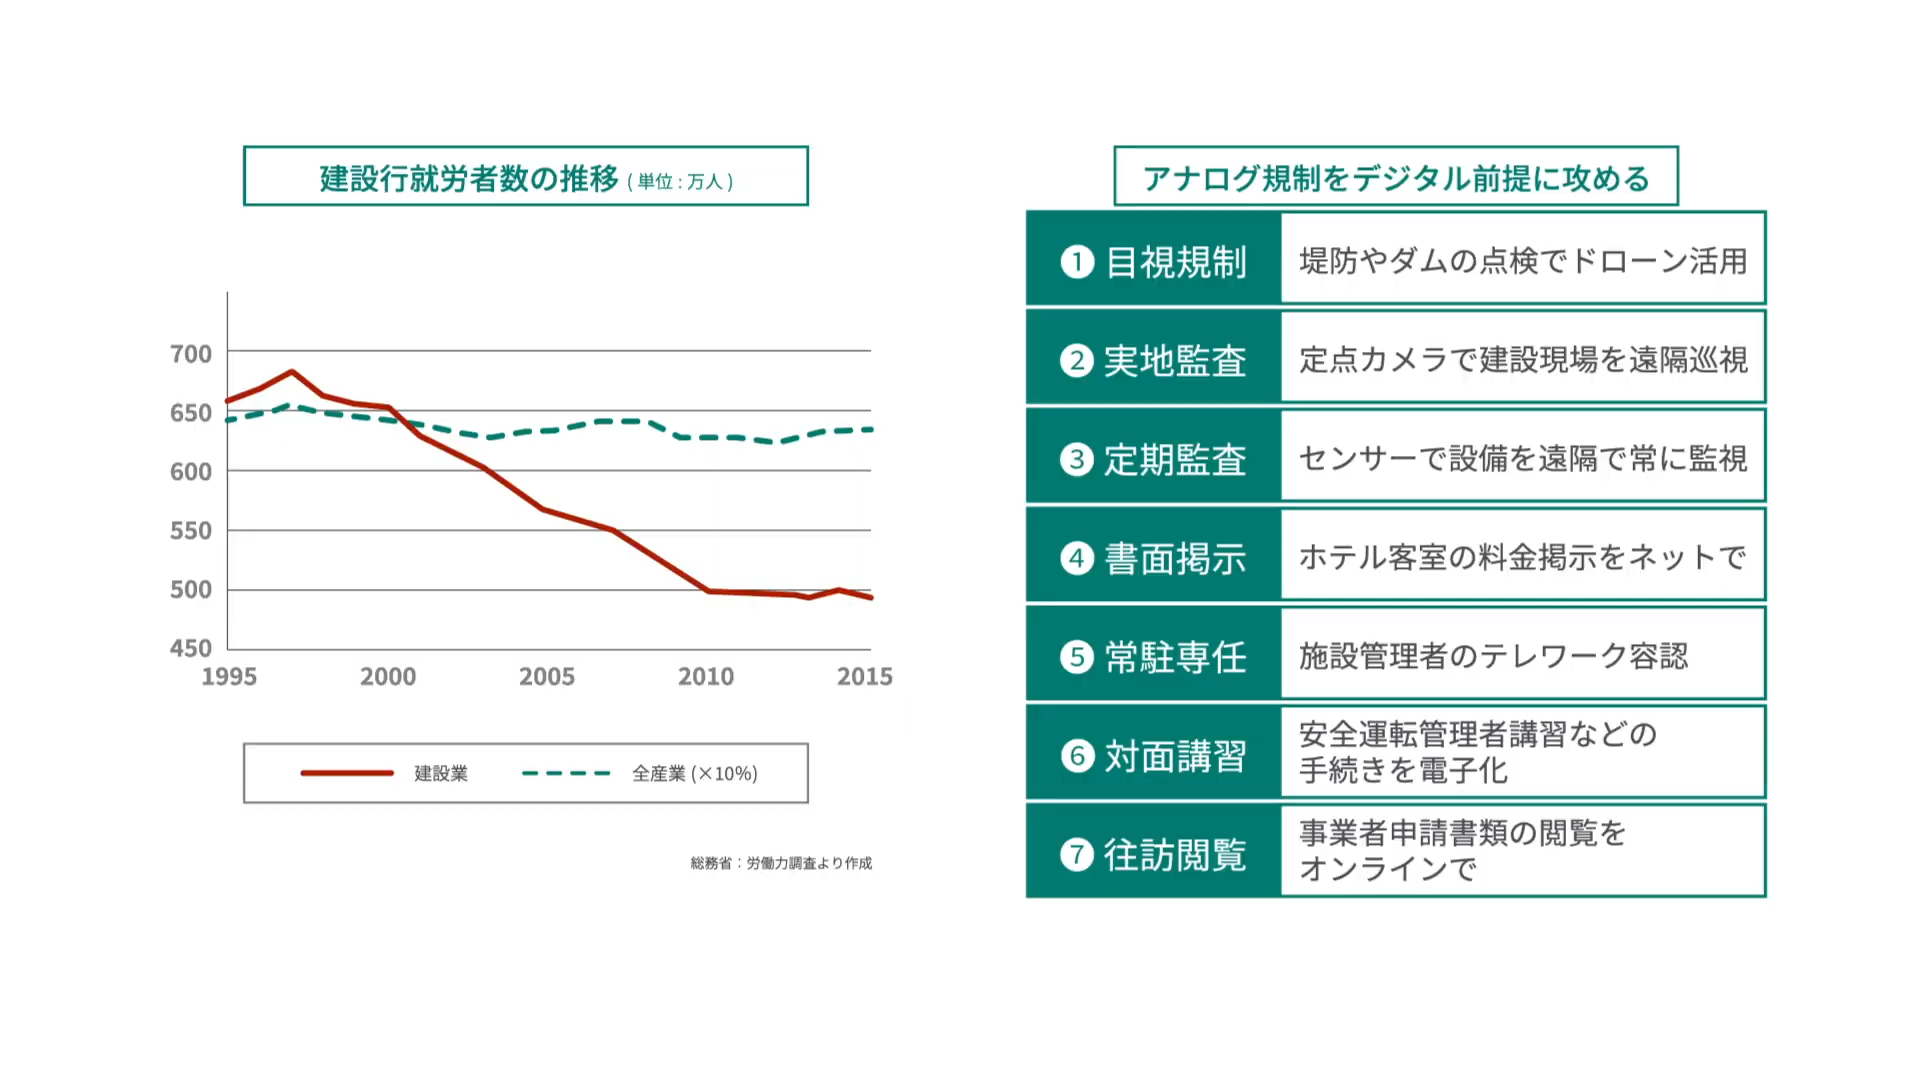 建設行就労者数の推移 ( 単位 : 万人 )
700
650
600
550
500
450
1995 2000 2005 2010 2015
建設業 全産業 (×10%)
総務省：労働力調査より作成
アナログ規制をデジタル前提に攻める
1 目視規制 堤防やダムの点検でドローン活用
2 実地監査 定点カメラで建設現場を遠隔巡視
3 定期監査 センサーで設備を遠隔で常に監視
4 書面掲示 ホテル客室の料金掲示をネットで
5 常駐専任 施設管理者のテレワーク容認
6 対面講習 安全運転管理者講習などの
手続きを電子化
7 往訪閲覧 事業者申請書類の閲覧を
オンラインで